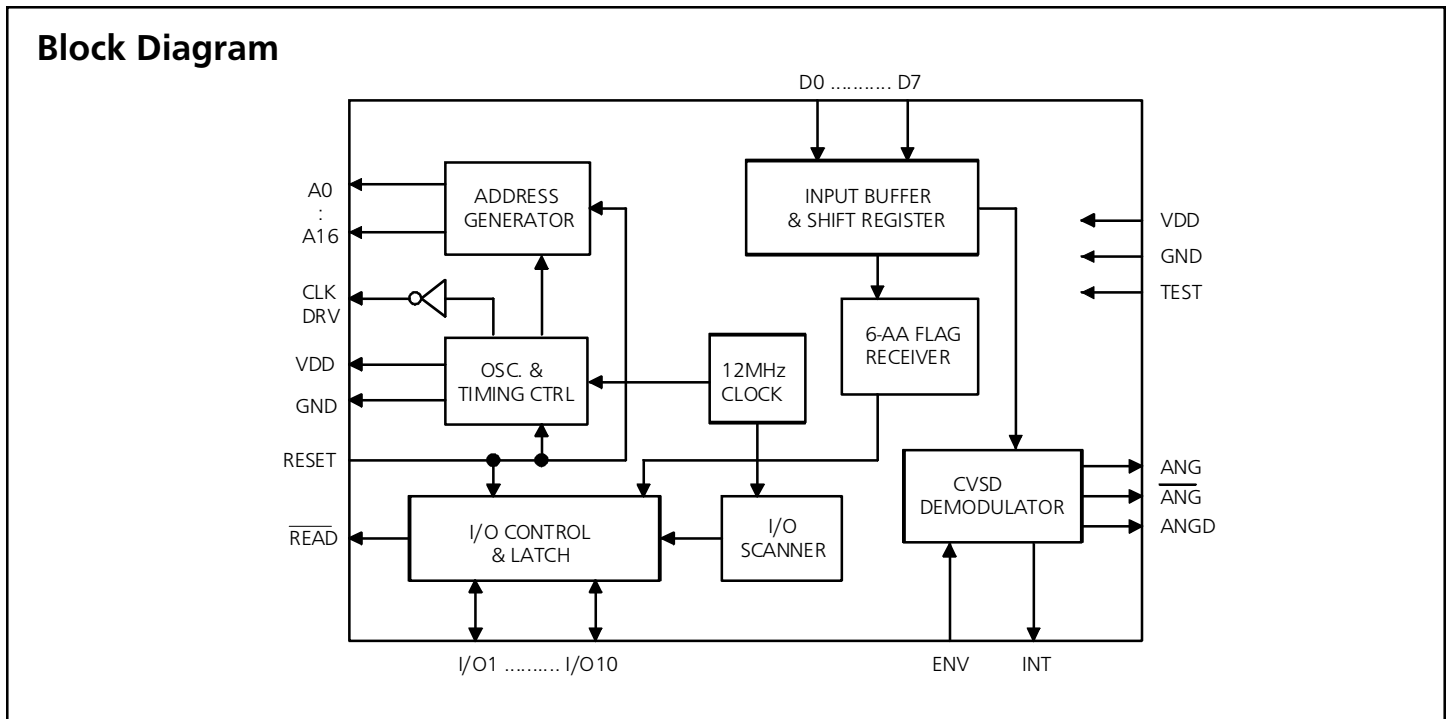 Block Diagram
D0 ........... D7
A0
:
A16
ADDRESS
GENERATOR
INPUT BUFFER
& SHIFT REGISTER
VDD
GND
TEST
CLK
DRV
6-AA FLAG
RECEIVER
VDD
GND
OSC. &
TIMING CTRL
12MHz
CLOCK
RESET
CVSD
DEMODULATOR
ANG
A̅N̅G̅
ANGD
R̅E̅A̅D̅
I/O CONTROL
& LATCH
I/O
SCANNER
I/O1 .......... I/O10
ENV
INT